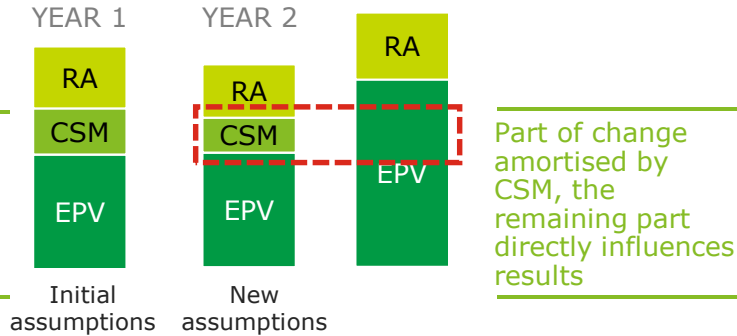 YEAR 1
YEAR 2
RA
CSM
EPV
RA
CSM
EPV
RA
EPV
Initial
assumptions
New
assumptions
Part of change
amortised by
CSM, the
remaining part
directly influences
results